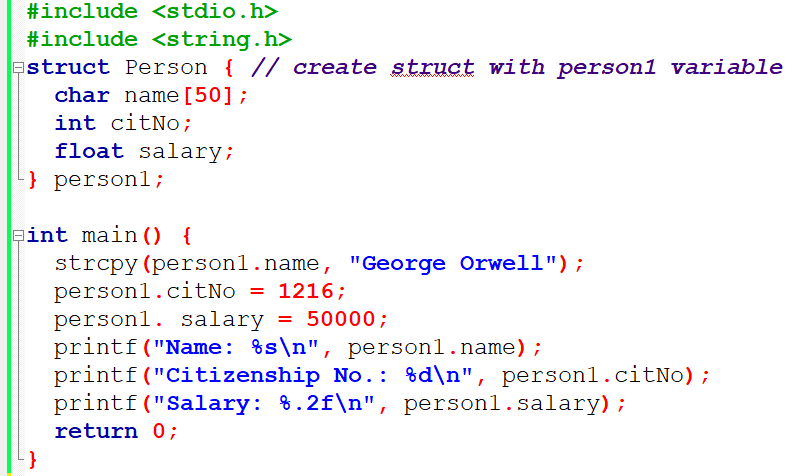 #include <stdio.h>
#include <string.h>
struct Person { // create struct with person1 variable
  char name[50];
  int citNo;
  float salary;
} person1;

int main() {
  strcpy(person1.name, "George Orwell");
  person1.citNo = 1216;
  person1. salary = 50000;
  printf("Name: %s\n", person1.name);
  printf("Citizenship No.: %d\n", person1.citNo);
  printf("Salary: %.2f\n", person1.salary);
  return 0;
}